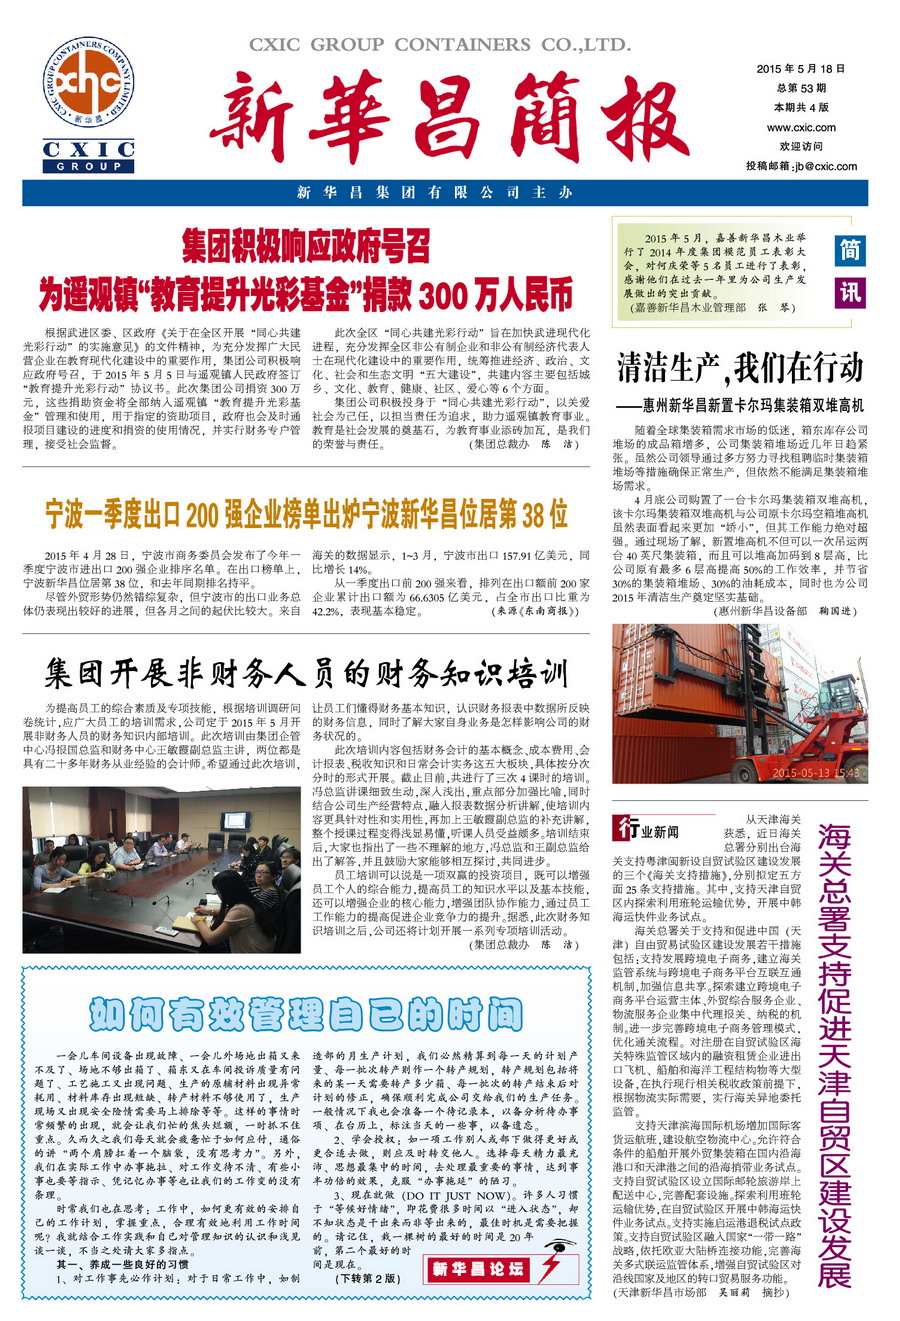 CXIC GROUP CONTAINERS CO.,LTD.
CXIC GROUP CONTAINERS COMPANY LIMITED
xhc
新华昌
CXIC
GROUP
新華昌簡报
2015 年 5 月 18 日
总第 53 期
本期共 4 版
www.cxic.com
欢迎访问
投稿邮箱:jb@cxic.com
新华昌集团有限公司主办
集团积极响应政府号召
为遥观镇“教育提升光彩基金”捐款 300 万人民币
根据武进区委、区政府《关于在全区开展“同心共建
光彩行动”的实施意见》的文件精神，为充分发挥广大民
营企业在教育现代化建设中的重要作用，集团公司积极响
应政府号召，于 2015 年 5 月 5 日与遥观镇人民政府签订
“教育提升光彩行动”协议书。此次集团公司捐资 300 万
元，这些捐助资金将全部纳入遥观镇“教育提升光彩基
金”管理和使用，用于指定的资助项目，政府也会及时通
报项目建设的进度和捐资的使用情况，并实行财务专户管
理，接受社会监督。
此次全区“同心共建光彩行动”旨在加快武进现代化
进程，充分发挥全区非公有制企业和非公有制经济代表人
士在现代化建设中的重要作用，统筹推进经济、政治、文
化、社会和生态文明“五大建设”，共建内容主要包括城
乡、文化、教育、健康、社区、爱心等 6 个方面。
集团公司积极投身于“同心共建光彩行动”，以关爱
社会为己任，以担当责任为追求，助力遥观镇教育事业。
教育是社会发展的奠基石，为教育事业添砖加瓦，是我们
的荣誉与责任。 (集团总裁办 陈 洁)
宁波一季度出口 200 强企业榜单出炉宁波新华昌位居第 38 位
2015 年 4 月 28 日，宁波市商务委员会发布了今年一
季度宁波市进出口 200 强企业排序名单。在出口榜单上，
宁波新华昌位居第 38 位，和去年同期排名持平。
尽管外贸形势仍然错综复杂，但宁波市的出口业务总
体仍表现出较好的进展，但各月之间的起伏比较大。来自
海关的数据显示，1~3 月，宁波市出口 157.91 亿美元，同
比增长 14%。
从一季度出口前 200 强来看，排列在出口额前 200 家
企业累计出口额为 66.6305 亿美元，占全市出口比重为
42.2%，表现基本稳定。 (来源《东南商报》)
集团开展非财务人员的财务知识培训
为提高员工的综合素质及专项技能，根据培训调研问
卷统计，应广大员工的培训需求，公司定于 2015 年 5 月开
展非财务人员的财务知识内部培训。此次培训由集团企管
中心冯报国总监和财务中心王敏霞副总监主讲，两位都是
具有二十多年财务从业经验的会计师。希望通过此次培训，
让员工们懂得财务基本知识，认识财务报表中数据所反映
的财务信息，同时了解大家自身业务是怎样影响公司的财
务状况的。
此次培训内容包括财务会计的基本概念、成本费用、会
计报表、税收知识和日常会计实务这五大板块，具体按分次
分时的形式开展。截止目前，共进行了三次 4 课时的培训。
冯总监讲课细致生动，深入浅出，重点部分加强比喻，同时
结合公司生产经营特点，融入报表数据分析讲解，使培训内
容更具针对性和实用性，再加上王敏霞副总监的补充讲解，
整个授课过程变得浅显易懂，听课人员受益颇多。培训结束
后，大家也指出了一些不理解的地方，冯总监和王副总监给
出了解答，并且鼓励大家能够相互探讨，共同进步。
员工培训可以说是一项双赢的投资项目，既可以增强
员工个人的综合能力，提高员工的知识水平以及基本技能，
还可以增强企业的核心能力，增强团队协作能力，通过员工
工作能力的提高促进企业竞争力的提升。据悉，此次财务知
识培训之后，公司还将计划开展一系列专项培训活动。
(集团总裁办 陈 洁)
如何有效管理自己的时间
一会儿车间设备出现故障、一会儿外场地出箱又来
不及了、场地不够出箱了、箱东又在车间投诉质量有问
题了、工艺施工又出现问题、生产的原辅材料出现异常
耗用、材料库存出现短缺、转产材料不够使用了，生产
现场又出现安全险情需要马上排除等等。这样的事情时
常频繁的出现，就会让我们忙的焦头烂额，一时抓不住
重点。久而久之我们每天就会疲惫忙于如何应付，通俗
的讲“两个肩膀扛着一个脑袋，没有思考力”。另外，
我们在实际工作中办事拖拉、对工作交待不清、有些小
事也要等指示、凭记忆办事等也让我们的工作变的没有
条理。
时常我们也在思考：工作中，如何更有效的安排自
己的工作计划，掌握重点，合理有效地利用工作时间
呢？我就结合工作实践和自己对管理知识的认识和浅见
谈一谈，不当之处请大家多指点。
其一、养成一些良好的习惯
1、对工作事先必作计划：对于日常工作中，如制
造部的月生产计划，我们必然精算到每一天的计划产
量、每一批次转产则作一个转产规划，转产规划包括将
来的某一天需要转产多少箱、每一批次的转产结束后对
计划的修正，确保顺利完成公司交给我们的生产任务。
一般情况下我也会准备一个待记录本，以备分析待办事
项、在台历上，标注当天的一些事，以备遗忘。
2、学会授权：如一项工作别人或部下做得更好或
更合适去做，则应及时转交他人。选择每天精力最充
沛、思想最集中的时间，去处理最重要的事情，达到事
半功倍的效果，克服“办事拖延”的陋习。
3、现在就做 (DO IT JUST NOW)。许多人习惯
于“等候好情绪”，即花费很多时间以“进入状态”，却
不知状态是干出来而非等出来的，最佳时机是需要把握
的。请记住，栽一棵树的最好的时间是 20 年
前，第二个最好的时
间是现在。
(下转第 2 版)
新华昌论坛
2015 年 5 月，嘉善新华昌木业举
行了 2014 年度集团模范员工表彰大
会，对何庆荣等 5 名员工进行了表彰，
感谢他们在过去一年里为公司生产发
展做出的突出贡献。
(嘉善新华昌木业管理部 张 琴)
简
讯
清洁生产，我们在行动
——惠州新华昌新置卡尔玛集装箱双堆高机
随着全球集装箱需求市场的低迷，箱东库存公司
堆场的成品箱增多，公司集装箱堆场近几年日趋紧
张。虽然公司领导通过多方努力寻找租聘临时集装箱
堆场等措施确保正常生产，但依然不能满足集装箱堆
场需求。
4 月底公司购置了一台卡尔玛集装箱双堆高机，
该卡尔玛集装箱双堆高机与公司原卡尔玛空箱堆高机
虽然表面看起来更加“娇小”，但其工作能力绝对超
强。通过现场了解，新置堆高机不但可以一次吊运两
台 40 英尺集装箱，而且可以堆高加码到 8 层高，比
公司原有最多 6 层高提高 50%的工作效率，并节省
30%的集装箱堆场、30%的油耗成本，同时也为公司
2015 年清洁生产奠定坚实基础。
(惠州新华昌设备部 鞠国进)
2015-05-13 15:43
行业新闻
海关总署支持促进天津自贸区建设发展
从天津海关
获悉，近日海关
总署分别出台海
关支持粤津闽新设自贸试验区建设发展
的三个《海关支持措施》，分别拟定五方
面 25 条支持措施。其中，支持天津自贸
区内探索利用班轮运输优势，开展中韩
海运快件业务试点。
海关总署关于支持和促进中国（天
津）自由贸易试验区建设发展若干措施
包括：支持发展跨境电子商务，建立海关
监管系统与跨境电子商务平台互联互通
机制，加强信息共享。探索建立跨境电子
商务平台运营主体、外贸综合服务企业、
物流服务企业集中代理报关、纳税的机
制。进一步完善跨境电子商务管理模式，
优化通关流程。对注册在自贸试验区海
关特殊监管区域内的融资租赁企业进出
口飞机、船舶和海洋工程结构物等大型
设备，在执行现行相关税收政策前提下，
根据物流实际需要，实行海关异地委托
监管。
支持天津滨海国际机场增加国际客
货运航班，建设航空物流中心。允许符合
条件的船舶开展外贸集装箱在国内沿海
港口和天津港之间的沿海捎带业务试点。
支持自贸试验区设立国际邮轮旅游岸上
配送中心，完善配套设施。探索利用班轮
运输优势，在自贸试验区开展中韩海运快
件业务试点。支持实施启运港退税试点政
策。支持自贸试验区融入国家“一带一路”
战略，依托欧亚大陆桥连接功能，完善海
关多式联运监管体系，增强自贸试验区对
沿线国家及地区的转口贸易服务功能。
(天津新华昌市场部 吴丽莉 摘抄)